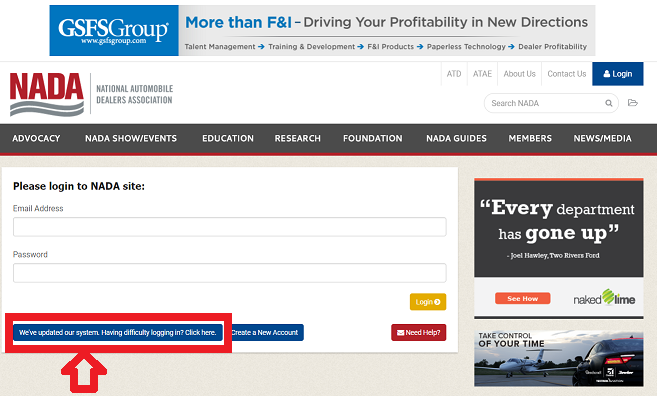 GSFSGROUP
www.gsfsgroup.com
More than F&I – Driving Your Profitability in New Directions
Talent Management → Training & Development → F&I Products → Paperless Technology → Dealer Profitability
ATD
ATAE
About Us
Contact Us
Login
NADA
NATIONAL AUTOMOBILE
DEALERS ASSOCIATION
Search NADA
ADVOCACY
NADA SHOW/EVENTS
EDUCATION
RESEARCH
FOUNDATION
NADA GUIDES
MEMBERS
NEWS/MEDIA
Please login to NADA site:
Email Address
Password
Login
We've updated our system. Having difficulty logging in? Click here.
Create a New Account
Need Help?
“Every department
has gone up”
- Joel Hawley, Two Rivers Ford
See How
naked lime
TAKE CONTROL
OF YOUR TIME